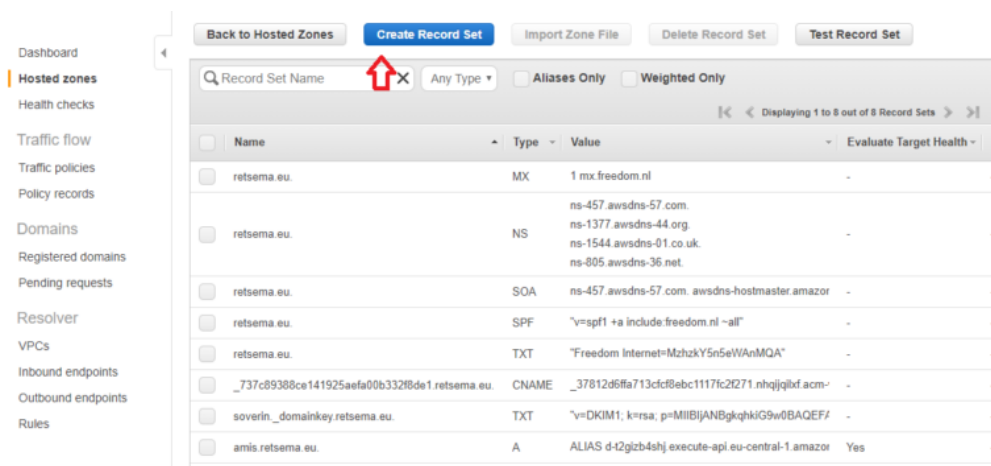 Back to Hosted Zones Create Record Set Import Zone File Delete Record Set Test Record Set
Dashboard
Hosted zones
Health checks
Traffic flow
Traffic policies
Policy records
Domains
Registered domains
Pending requests
Resolver
VPCs
Inbound endpoints
Outbound endpoints
Rules
Record Set Name Any Type Aliases Only Weighted Only
Displaying 1 to 8 out of 8 Record Sets
Name Type Value Evaluate Target Health
retsema.eu. MX 1 mx.freedom.nl -
ns-457.awsdns-57.com.
ns-1377.awsdns-44.org.
retsema.eu. NS -
ns-1544.awsdns-01.co.uk.
ns-805.awsdns-36.net.
retsema.eu. SOA ns-457.awsdns-57.com. awsdns-hostmaster.amazor -
retsema.eu. SPF "v=spf1 +a include:freedom.nl ~all" -
retsema.eu. TXT "Freedom Internet=MzhzkY5n5eWAnMQA" -
_737c89388ce141925aefa00b332f8de1.retsema.eu. CNAME _37812d6ffa713cfcf8ebc1117fc2f271.nhqijqilxf.acm- -
soverin._domainkey.retsema.eu. TXT "v=DKIM1; k=rsa; p=MIIBIjANBgkqhkiG9w0BAQEFA -
amis.retsema.eu. A ALIAS d-t2gizb4shj.execute-api.eu-central-1.amazor Yes